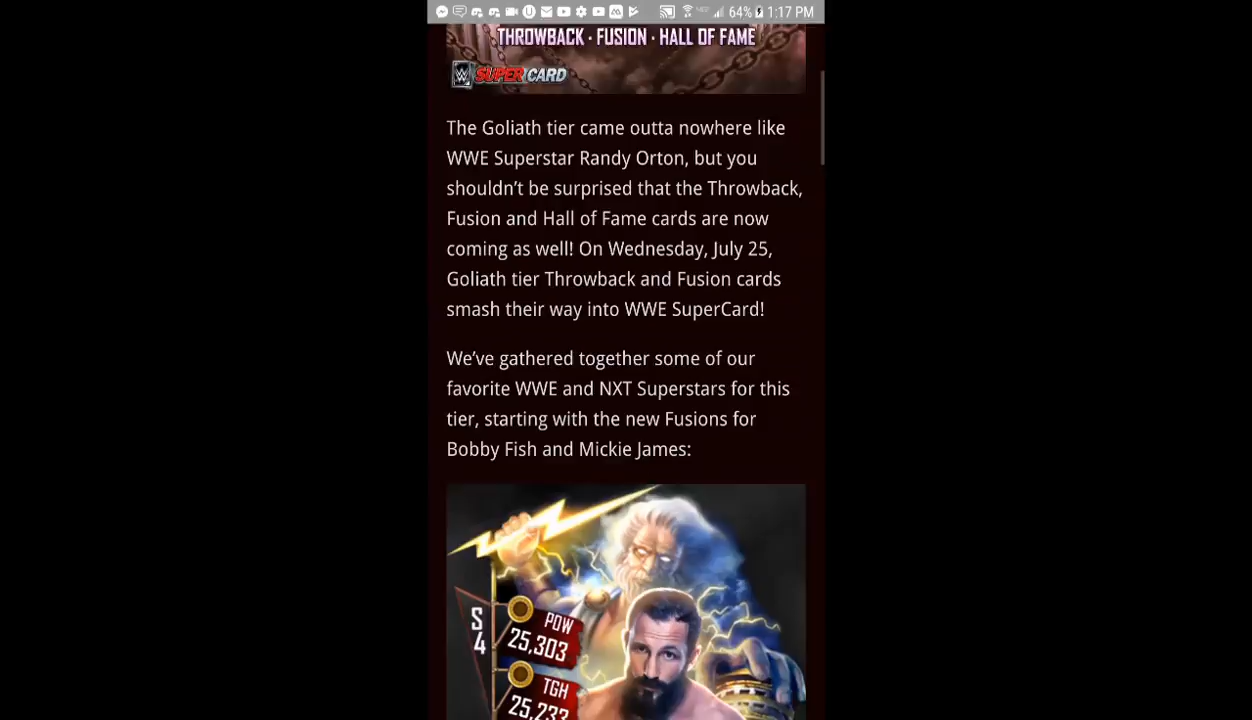 64% 1:17 PM
THROWBACK · FUSION · HALL OF FAME
W SUPERCARD
The Goliath tier came outta nowhere like
WWE Superstar Randy Orton, but you
shouldn’t be surprised that the Throwback,
Fusion and Hall of Fame cards are now
coming as well! On Wednesday, July 25,
Goliath tier Throwback and Fusion cards
smash their way into WWE SuperCard!
We’ve gathered together some of our
favorite WWE and NXT Superstars for this
tier, starting with the new Fusions for
Bobby Fish and Mickie James:
S
4
POW
25,303
TGH
25,233